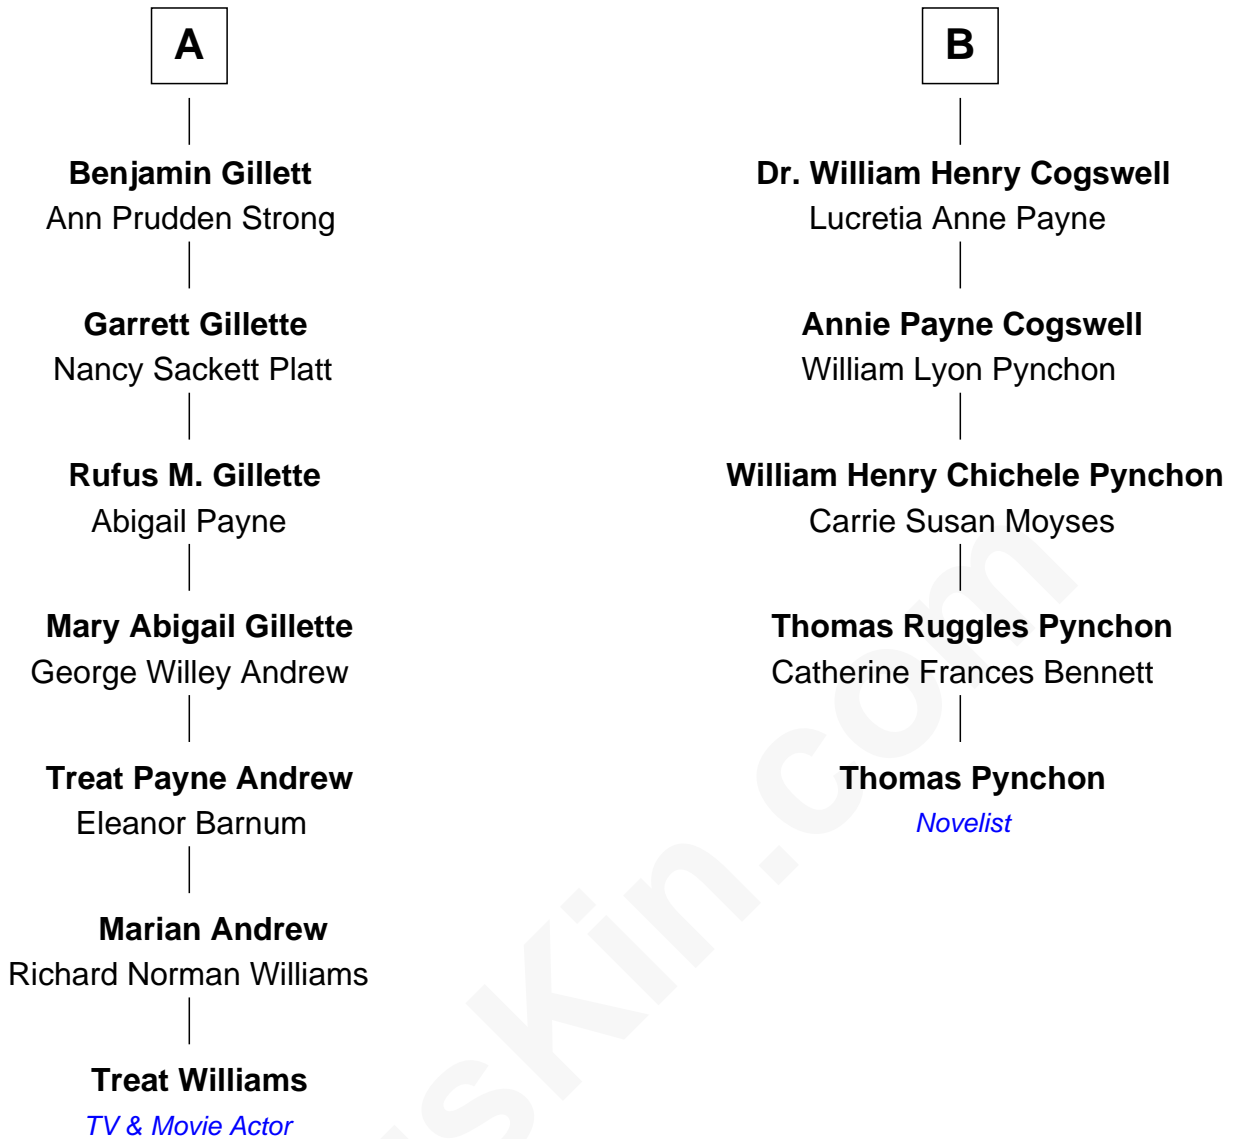 A
Benjamin Gillett
Ann Prudden Strong
Garrett Gillette
Nancy Sackett Platt
Rufus M. Gillette
Abigail Payne
Mary Abigail Gillette
George Willey Andrew
Treat Payne Andrew
Eleanor Barnum
Marian Andrew
Richard Norman Williams
Treat Williams
TV & Movie Actor
B
Dr. William Henry Cogswell
Lucretia Anne Payne
Annie Payne Cogswell
William Lyon Pynchon
William Henry Chichele Pynchon
Carrie Susan Moyses
Thomas Ruggles Pynchon
Catherine Frances Bennett
Thomas Pynchon
Novelist
usKin.com